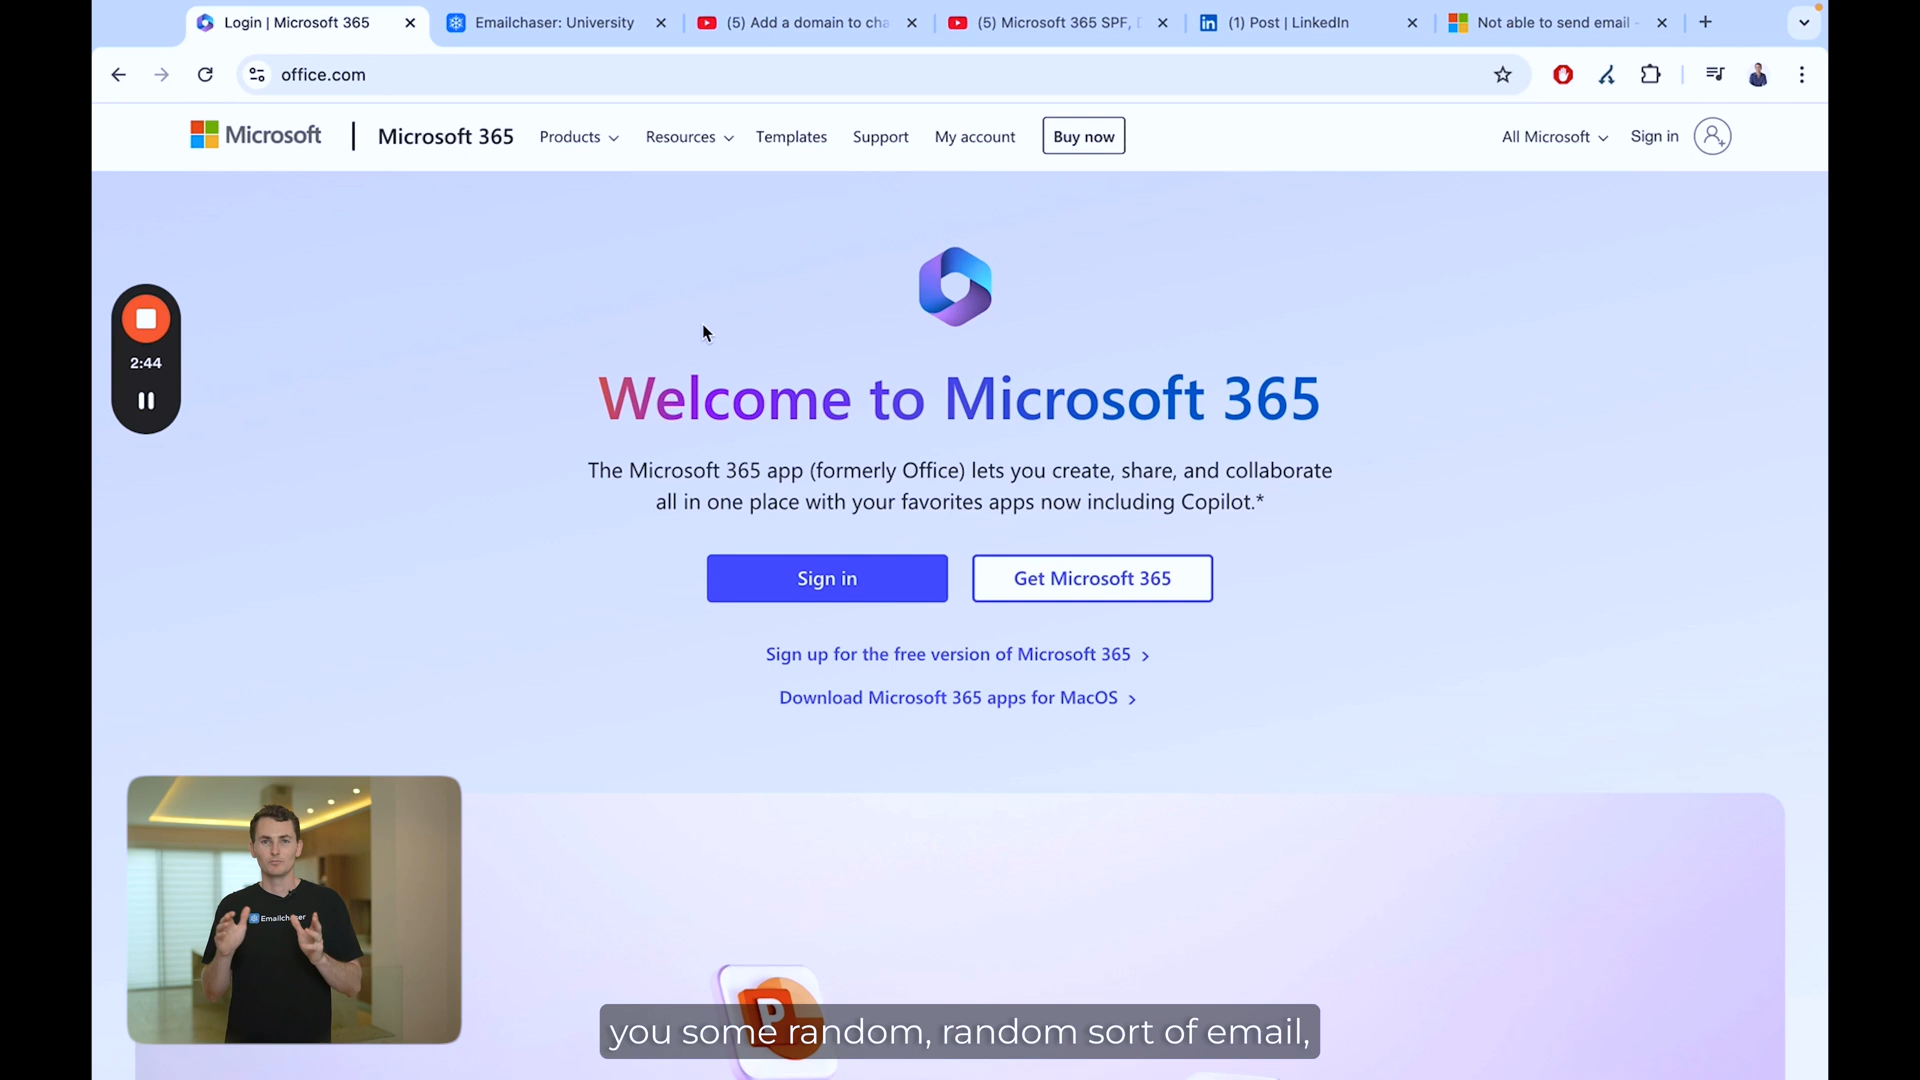 Login | Microsoft 365
Emailchaser: University
(5) Add a domain to cha
(5) Microsoft 365 SPF, D
(1) Post | LinkedIn
Not able to send email -
office.com
Microsoft
Microsoft 365
Products
Resources
Templates
Support
My account
Buy now
All Microsoft
Sign in
2:44
Welcome to Microsoft 365
The Microsoft 365 app (formerly Office) lets you create, share, and collaborate
all in one place with your favorites apps now including Copilot.*
Sign in
Get Microsoft 365
Sign up for the free version of Microsoft 365
Download Microsoft 365 apps for MacOS
Emailchaser
P
you some random, random sort of email,